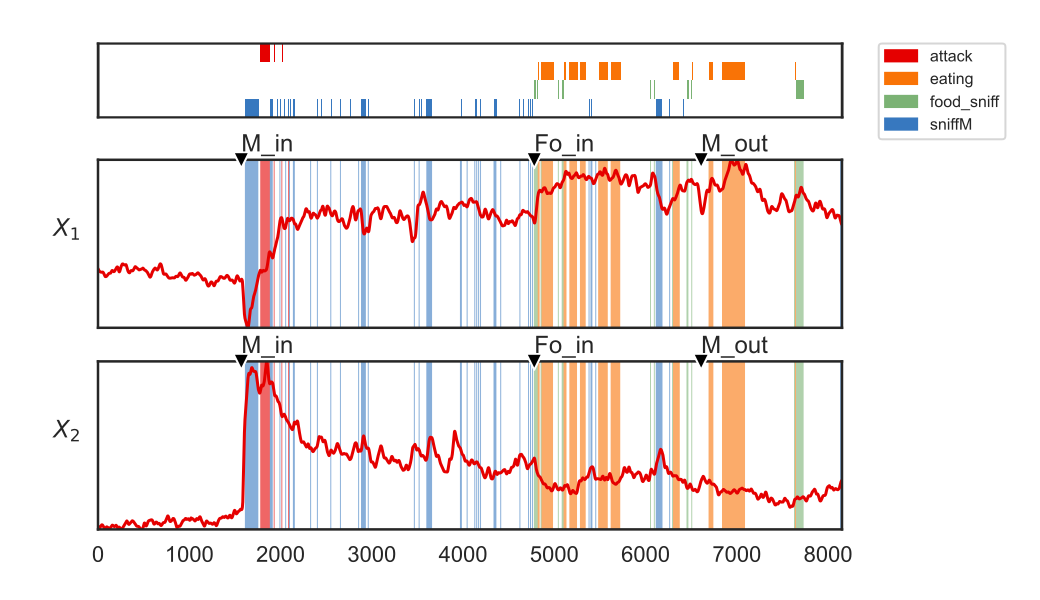 attack
eating
food_sniff
sniffM
M_in Fo_in M_out
X1
M_in Fo_in M_out
X2
0 1000 2000 3000 4000 5000 6000 7000 8000